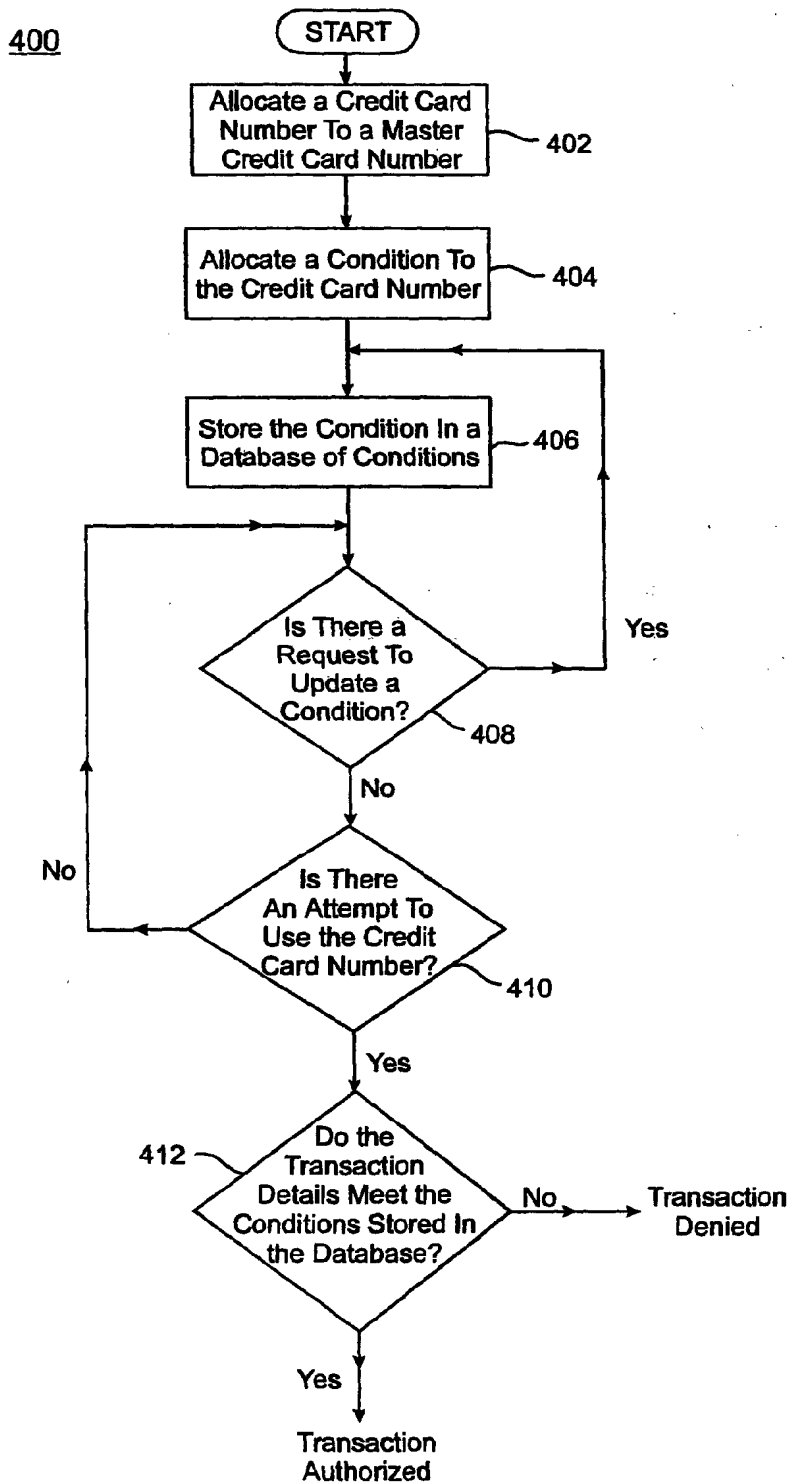 400
START
Allocate a Credit Card
Number To a Master
Credit Card Number
402
Allocate a Condition To
the Credit Card Number
404
Store the Condition In a
Database of Conditions
406
Is There a
Request To
Update a
Condition?
408
Yes
No
Is There
An Attempt To
Use the Credit
Card Number?
410
No
Yes
412
Do the
Transaction
Details Meet the
Conditions Stored In
the Database?
No
Transaction
Denied
Yes
Transaction
Authorized